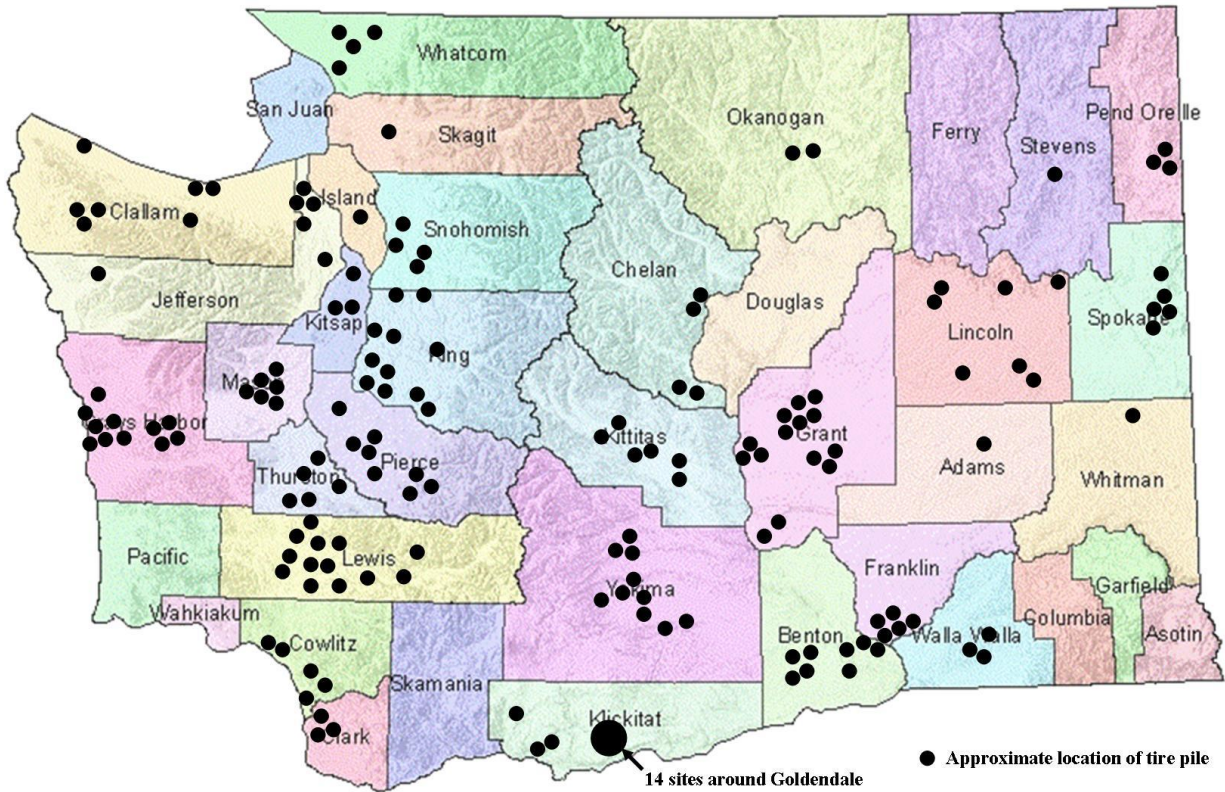 Whatcom
San Juan
Skagit
Okanogan
Ferry
Stevens
Pend Oreille
Clallam
Island
Snohomish
Chelan
Douglas
Jefferson
Kitsap
King
Lincoln
Spokane
Mason
Grays Harbor
Kittitas
Grant
Adams
Whitman
Thurston
Pierce
Pacific
Lewis
Yakima
Franklin
Garfield
Wahkiakum
Cowlitz
Benton
Walla Walla
Columbia
Asotin
Skamania
Klickitat
Clark
14 sites around Goldendale
Approximate location of tire pile